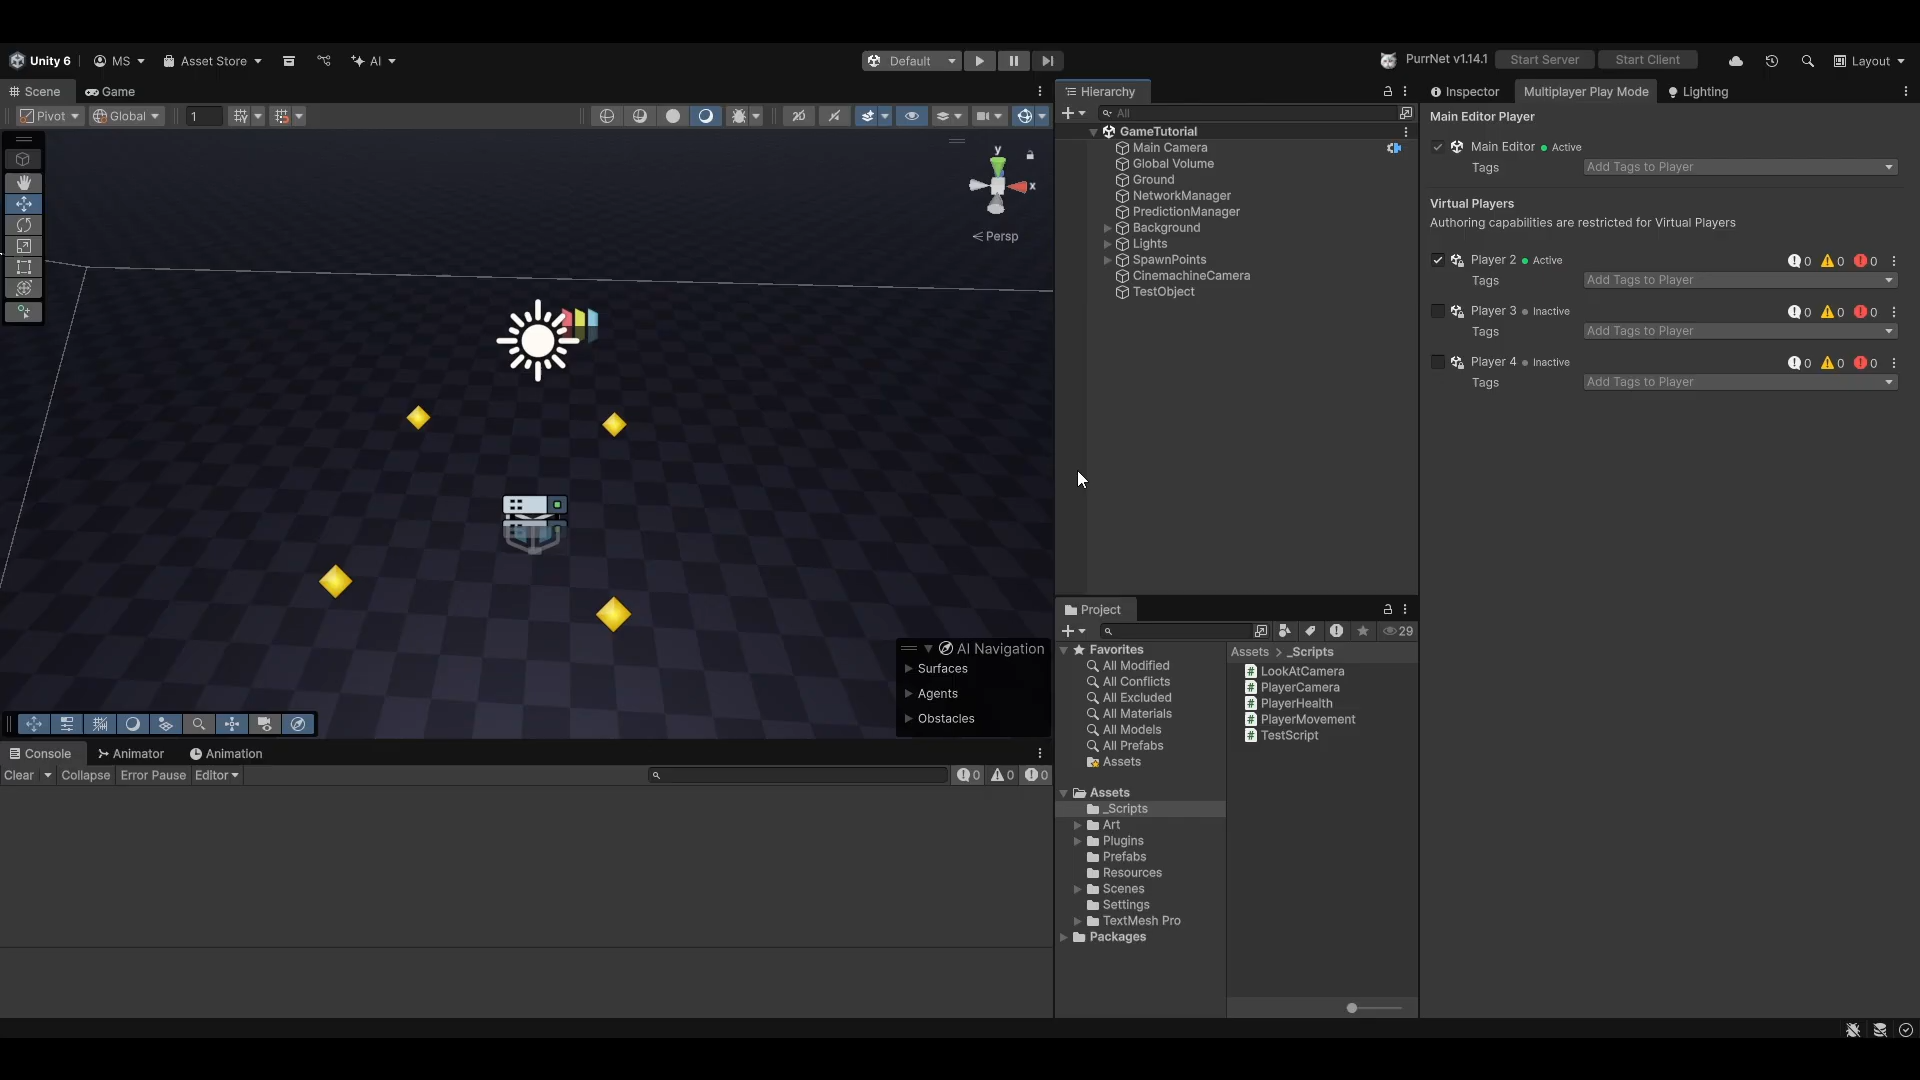 Unity 6 MS Asset Store AI Default PurrNet v1.14.1 Start Server Start Client Layout
Scene Game
Pivot Global 1 2D
y
x
Persp
AI Navigation
Surfaces
Agents
Obstacles
Console Animator Animation
Clear Collapse Error Pause Editor 0 0 0
Hierarchy
All
GameTutorial
Main Camera
Global Volume
Ground
NetworkManager
PredictionManager
Background
Lights
SpawnPoints
CinemachineCamera
TestObject
Project
29
Favorites
All Modified
All Conflicts
All Excluded
All Materials
All Models
All Prefabs
Assets
Assets
_Scripts
Art
Plugins
Prefabs
Resources
Scenes
Settings
TextMesh Pro
Packages
Assets > _Scripts
LookAtCamera
PlayerCamera
PlayerHealth
PlayerMovement
TestScript
Inspector Multiplayer Play Mode Lighting
Main Editor Player
Main Editor Active
Tags Add Tags to Player
Virtual Players
Authoring capabilities are restricted for Virtual Players
Player 2 Active 0 0 0
Tags Add Tags to Player
Player 3 Inactive 0 0 0
Tags Add Tags to Player
Player 4 Inactive 0 0 0
Tags Add Tags to Player